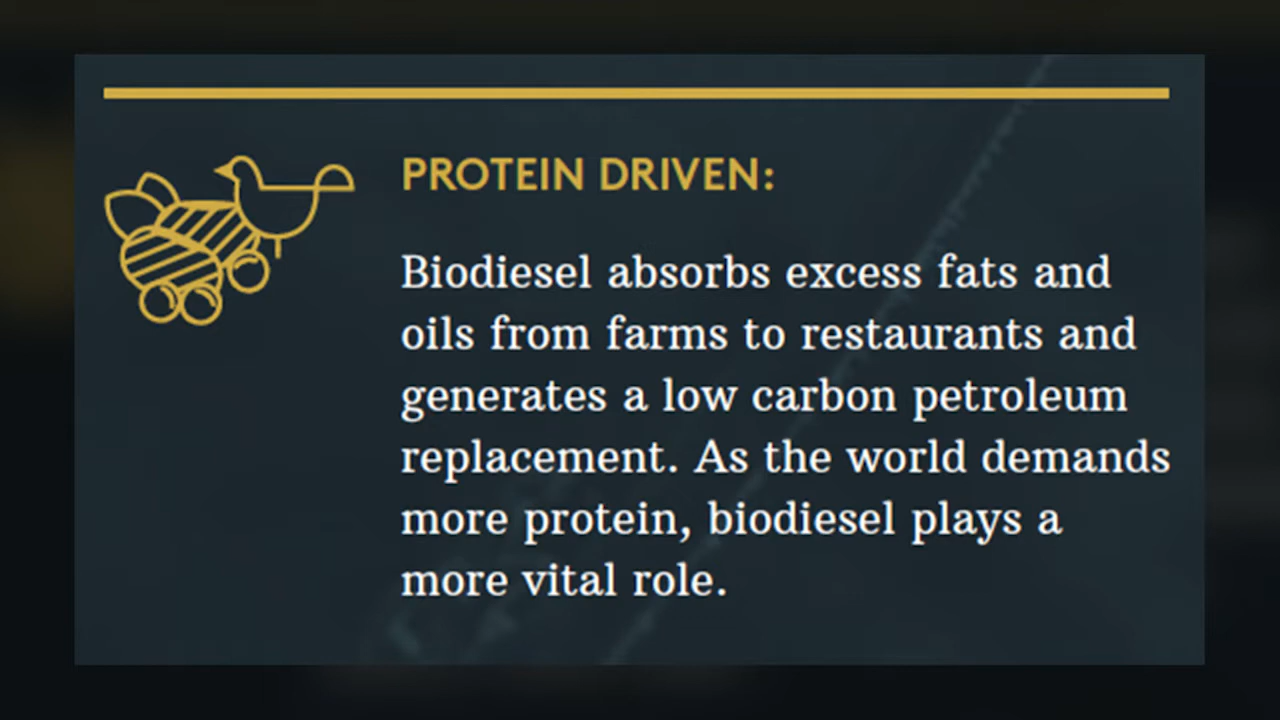 PROTEIN DRIVEN:
Biodiesel absorbs excess fats and
oils from farms to restaurants and
generates a low carbon petroleum
replacement. As the world demands
more protein, biodiesel plays a
more vital role.